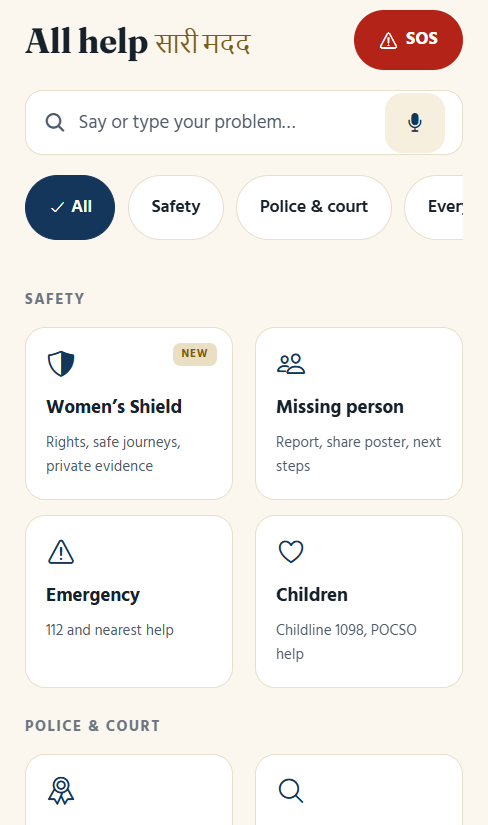 All help सारी मदद
SOS
Say or type your problem...
All
Safety
Police & court
SAFETY
NEW
Women’s Shield
Rights, safe journeys,
private evidence
Missing person
Report, share poster, next
steps
Emergency
112 and nearest help
Children
Childline 1098, POCSO
help
POLICE & COURT